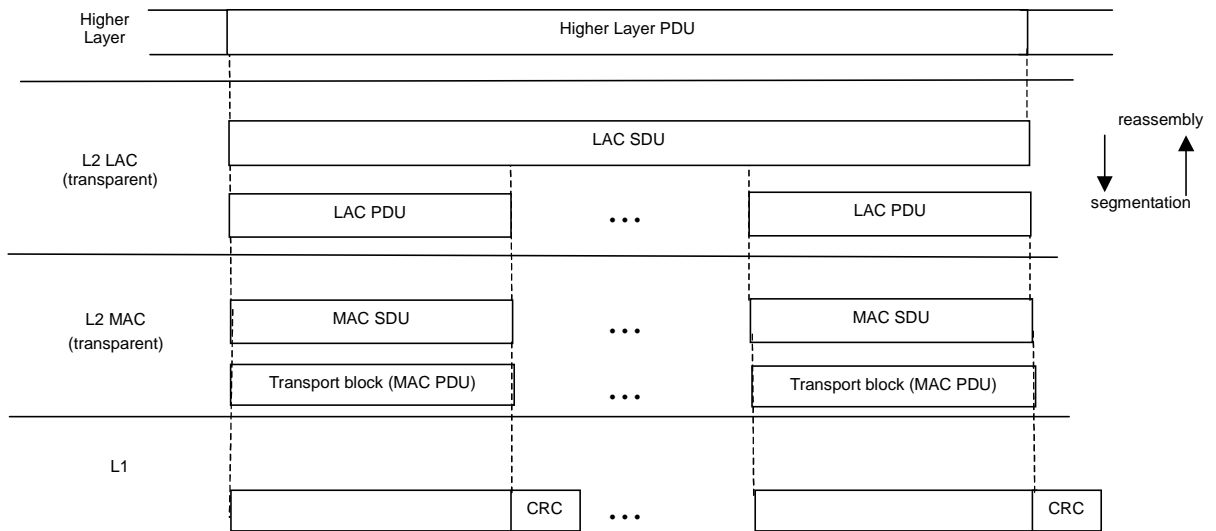 Higher
Layer
Higher Layer PDU
LAC SDU
reassembly
L2 LAC
(transparent)
segmentation
LAC PDU
...
LAC PDU
L2 MAC
(transparent)
MAC SDU
...
MAC SDU
Transport block (MAC PDU)
...
Transport block (MAC PDU)
L1
CRC
...
CRC